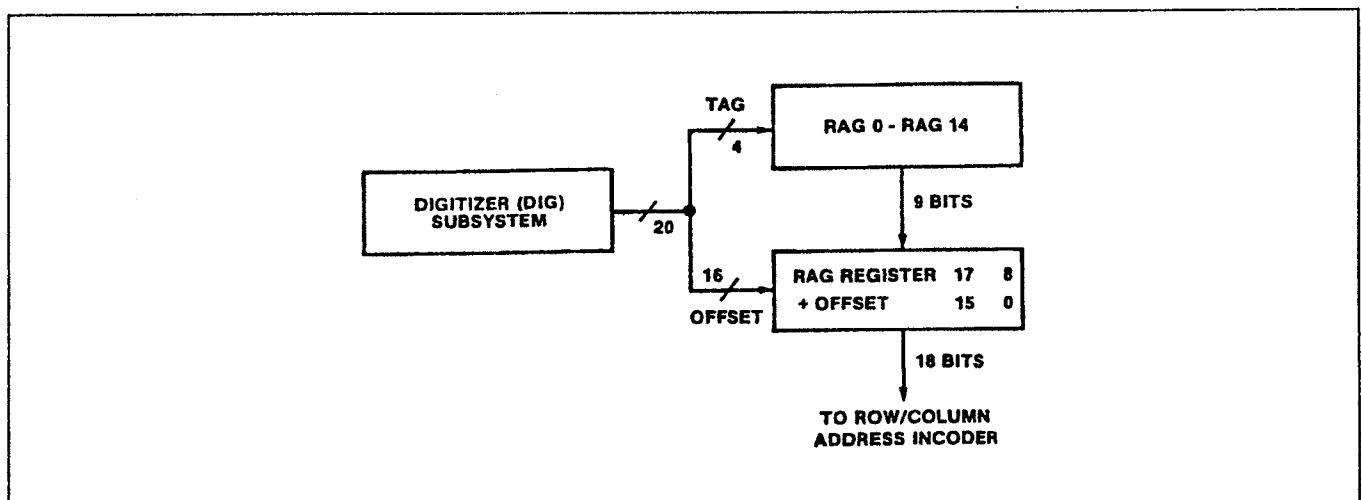 TAG
4
RAG 0 - RAG 14
DIGITIZER (DIG)
SUBSYSTEM
20
9 BITS
16
OFFSET
RAG REGISTER 17 8
+ OFFSET 15 0
18 BITS
TO ROW/COLUMN
ADDRESS INCODER